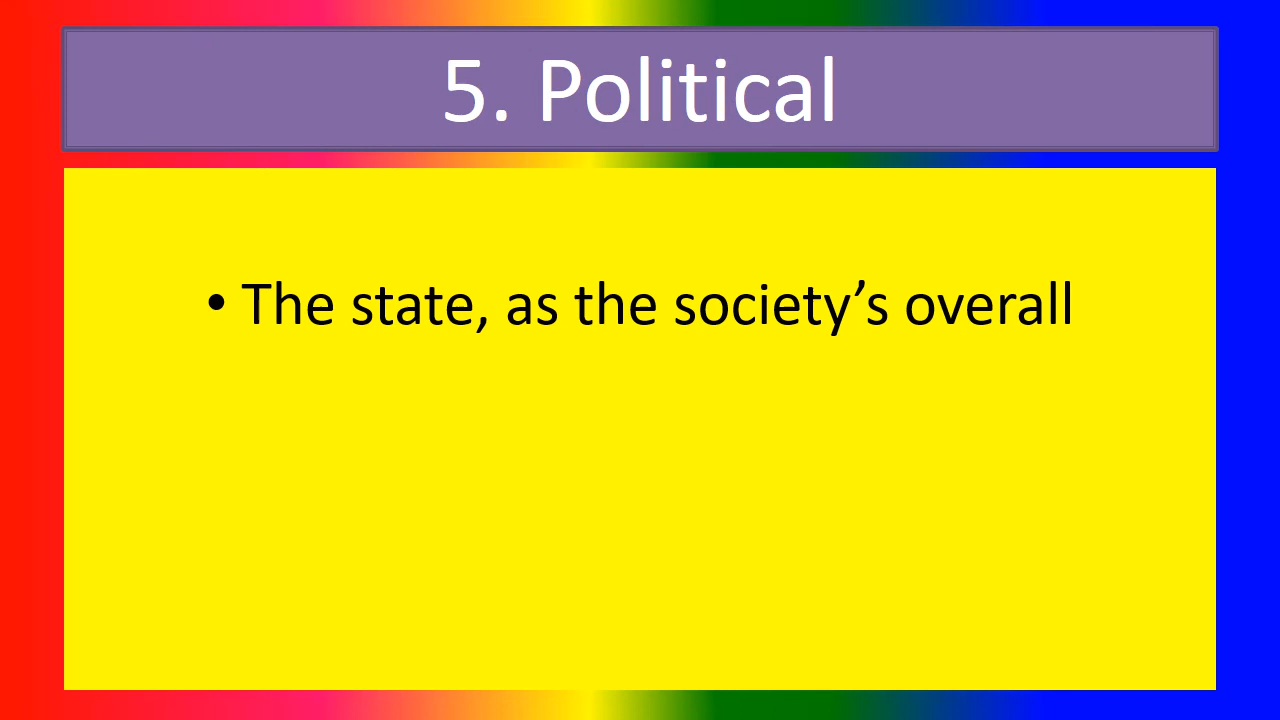 5. Political
• The state, as the society’s overall